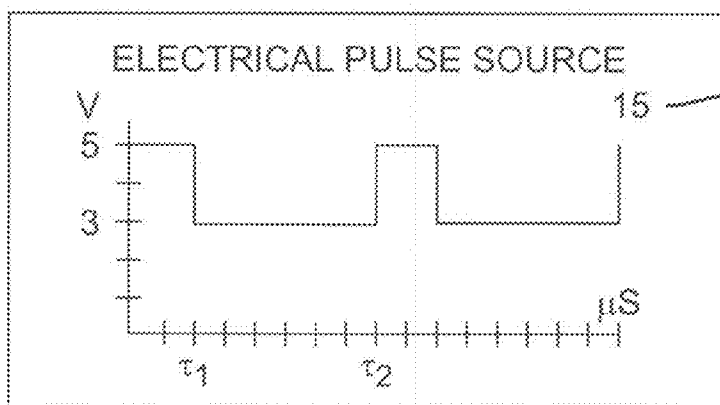 ELECTRICAL PULSE SOURCE
V
15
5
3
μS
τ1 τ2